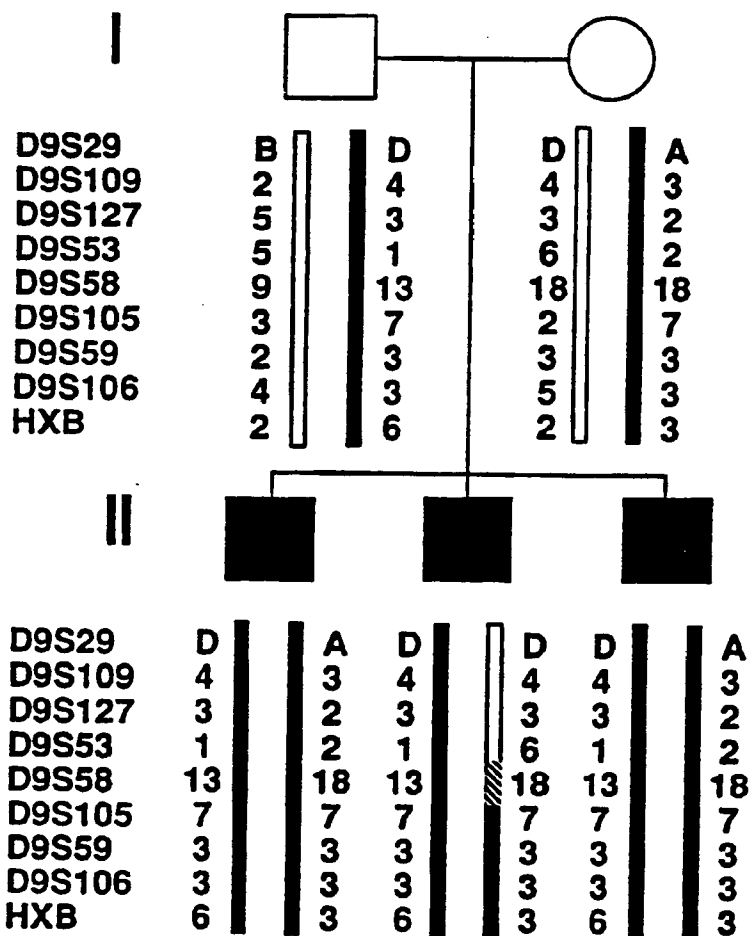 I
D9S29 B D D A
D9S109 2 4 4 3
D9S127 5 3 3 2
D9S53 5 1 6 2
D9S58 9 13 18 18
D9S105 3 7 2 7
D9S59 2 3 3 3
D9S106 4 3 5 3
HXB 2 6 2 3
II
D9S29 D A D D D A
D9S109 4 3 4 4 4 3
D9S127 3 2 3 3 3 2
D9S53 1 2 1 6 1 2
D9S58 13 18 13 18 13 18
D9S105 7 7 7 7 7 7
D9S59 3 3 3 3 3 3
D9S106 3 3 3 3 3 3
HXB 6 3 6 3 6 3